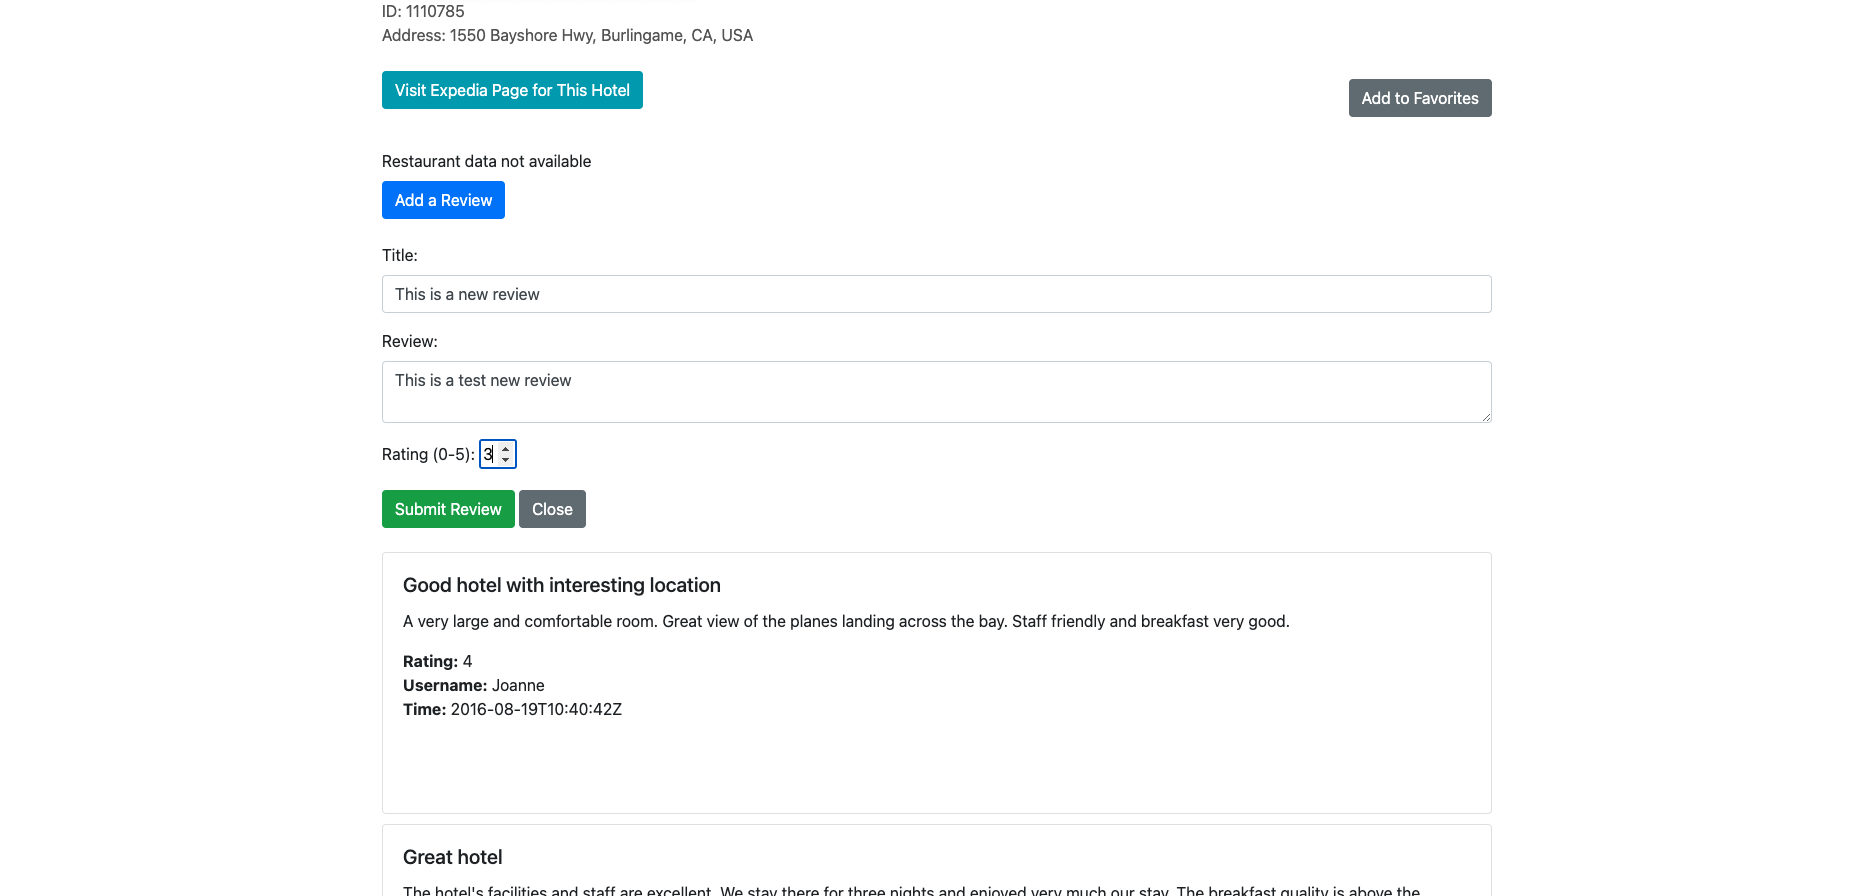 ID: 1110785
Address: 1550 Bayshore Hwy, Burlingame, CA, USA
Visit Expedia Page for This Hotel
Add to Favorites
Restaurant data not available
Add a Review
Title:
This is a new review
Review:
This is a test new review
Rating (0-5): 3
Submit Review Close
Good hotel with interesting location
A very large and comfortable room. Great view of the planes landing across the bay. Staff friendly and breakfast very good.
Rating: 4
Username: Joanne
Time: 2016-08-19T10:40:42Z
Great hotel
The hotel's facilities and staff are excellent. We stay there for three nights and enjoyed very much our stay. The breakfast quality is above the